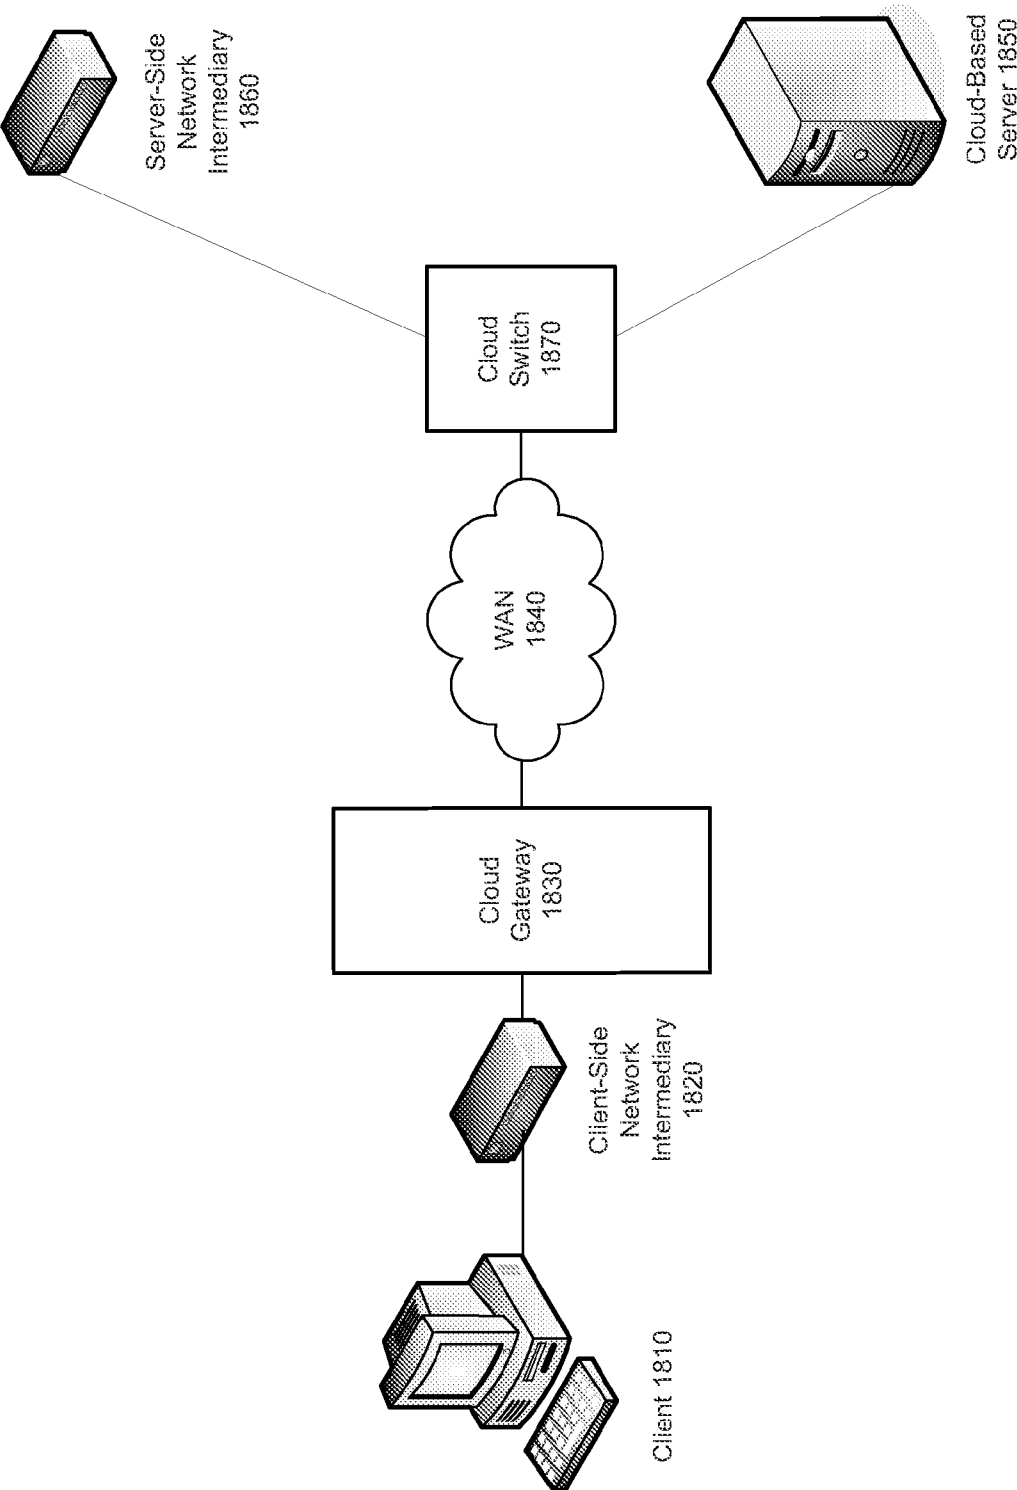 Client 1810
Client-Side
Network
Intermediary
1820
Cloud
Gateway
1830
WAN
1840
Cloud
Switch
1870
Server-Side
Network
Intermediary
1860
Cloud-Based
Server 1850